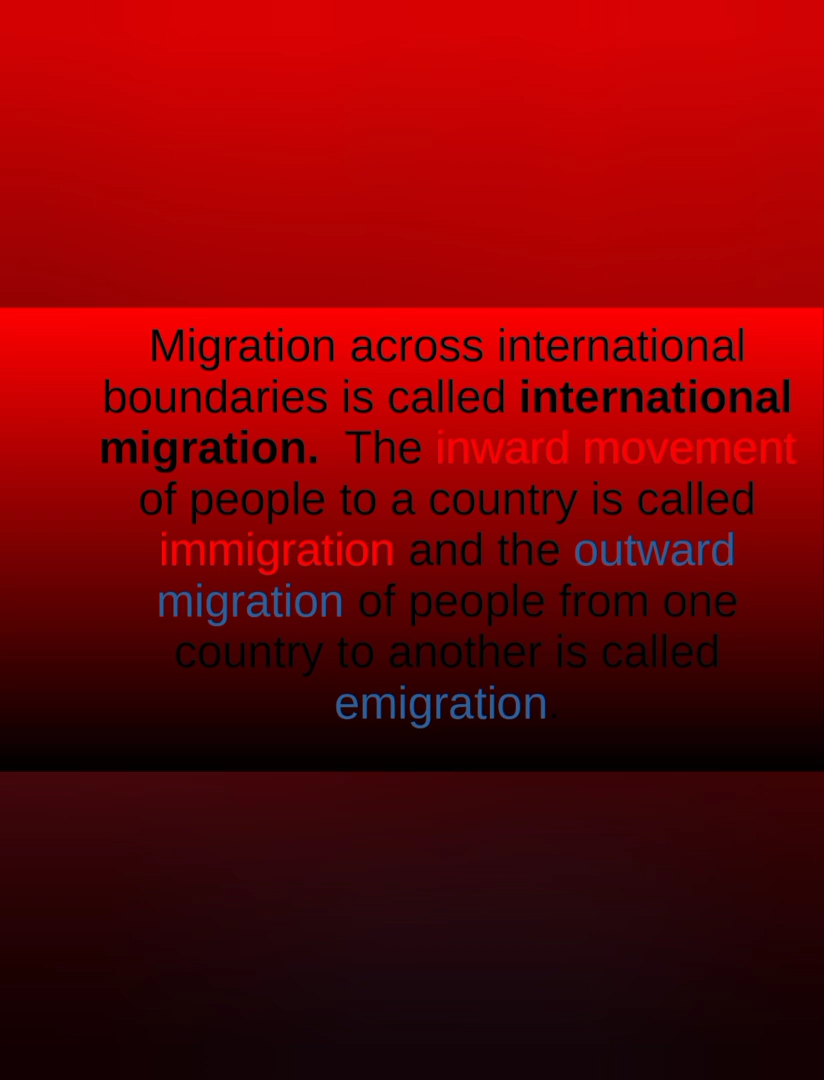 Migration across international
boundaries is called international
migration.  The inward movement
of people to a country is called
immigration and the outward
migration of people from one
country to another is called
emigration.